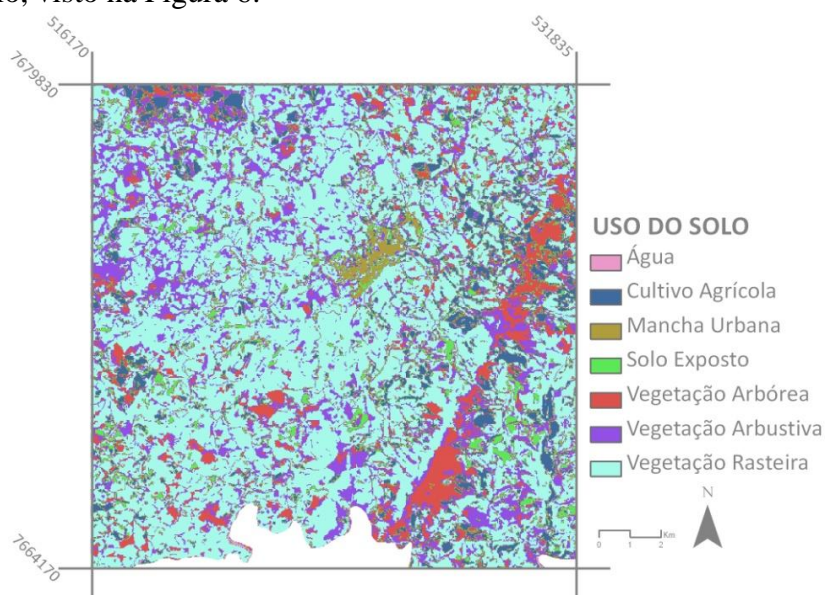 visto na Figura 8.
516170
531835
7679830
USO DO SOLO
Água
Cultivo Agrícola
Mancha Urbana
Solo Exposto
Vegetação Arbórea
Vegetação Arbustiva
Vegetação Rasteira
N
Km
0 1 2
7664170